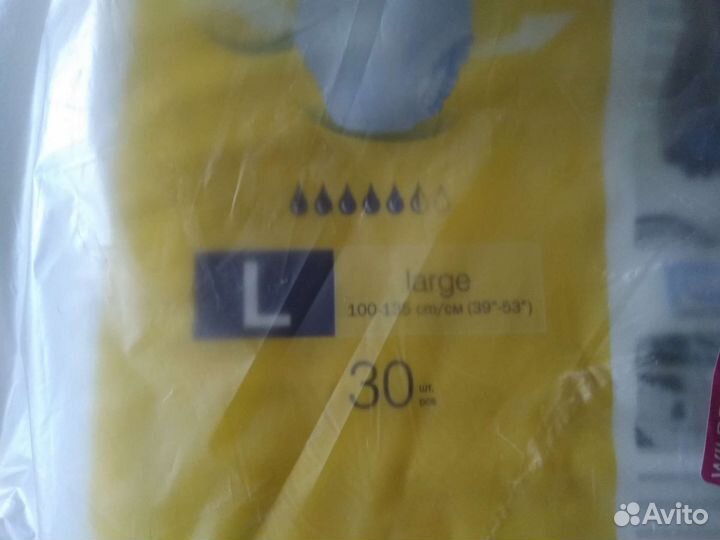 L
large
100-135 cm/см (39"-53")
30 шт.
pcs
Avito